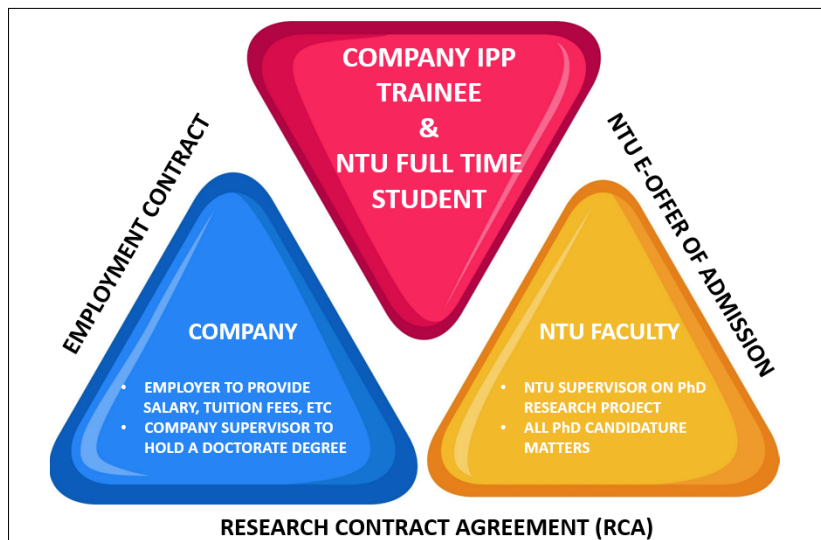 COMPANY IPP
TRAINEE
&
NTU FULL TIME
STUDENT
EMPLOYMENT CONTRACT
NTU E-OFFER OF ADMISSION
COMPANY
• EMPLOYER TO PROVIDE
SALARY, TUITION FEES, ETC
• COMPANY SUPERVISOR TO
HOLD A DOCTORATE DEGREE
NTU FACULTY
• NTU SUPERVISOR ON PhD
RESEARCH PROJECT
• ALL PhD CANDIDATURE
MATTERS
RESEARCH CONTRACT AGREEMENT (RCA)